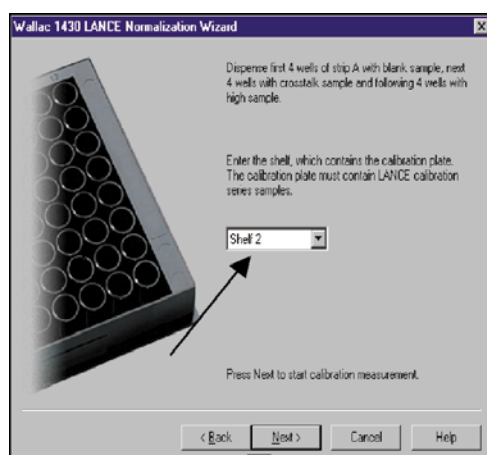 Wallac 1430 LANCE Normalization Wizard
Dispense first 4 wells of strip A with blank sample, next
4 wells with crosstalk sample and following 4 wells with
high sample.
Enter the shelf, which contains the calibration plate.
The calibration plate must contain LANCE calibration
series samples.
Shelf 2
Press Next to start calibration measurement.
< Back
Next >
Cancel
Help